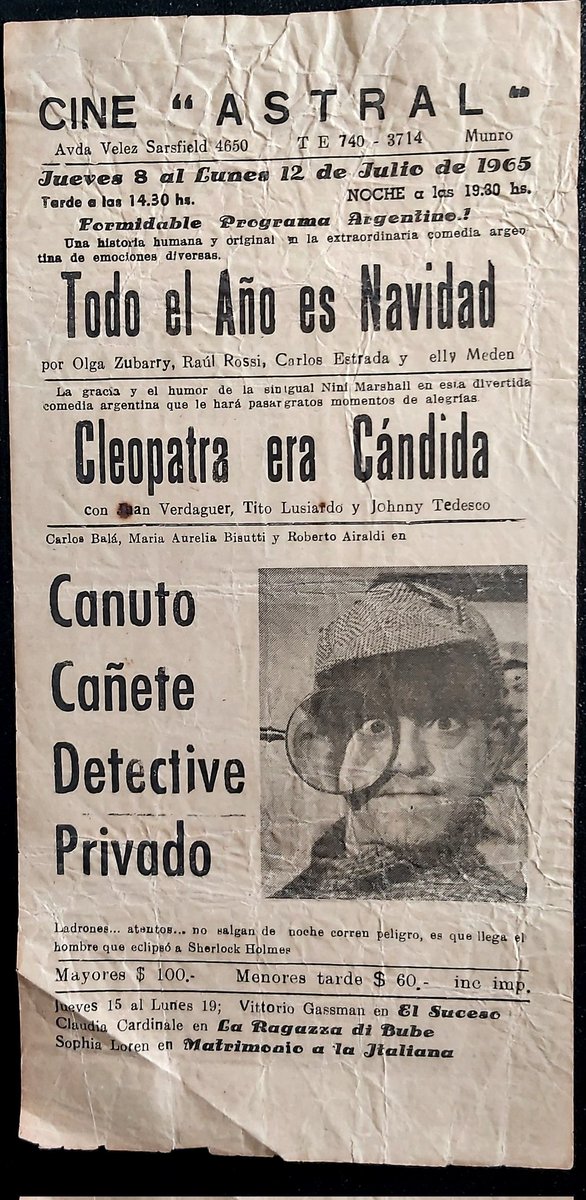 CINE "ASTRAL"
Avda Velez Sarsfield 4650 T E 740 - 3714 Munro
Jueves 8 al Lunes 12 de Julio de 1965
Tarde a las 14.30 hs. NOCHE a las 19.30 hs.
Formidable Programa Argentino.!
Una historia humana y original en la extraordinaria comedia argen
tina de emociones diversas.
Todo el Año es Navidad
por Olga Zubarry, Raúl Rossi, Carlos Estrada y elly Meden
La gracia y el humor de la sinigual Nini Marshall en esta divertida
comedia argentina que le hará pasar gratos momentos de alegrías.
Cleopatra era Cándida
con Juan Verdaguer, Tito Lusiardo y Johnny Tedesco
Carlos Balá, Maria Aurelia Bisutti y Roberto Airaldi en
Canuto
Cañete
Detective
Privado
Ladrones... atentos... no salgan de noche corren peligro, es que llega el
hombre que eclipsó a Sherlock Holmes
Mayores $ 100.- Menores tarde $ 60.- inc imp.
Jueves 15 al Lunes 19; Vittorio Gassman en El Suceso
Claudia Cardinale en La Ragazza di Bube
Sophia Loren en Matrimonio a la Italiana